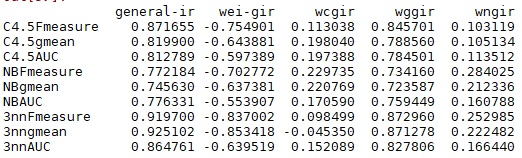 general-ir wei-gir wcgir wggir wngir
C4.5Fmeasure 0.871655 -0.754901 0.113038 0.845701 0.103119
C4.5gmean 0.819900 -0.643881 0.198040 0.788560 0.105134
C4.5AUC 0.812789 -0.597389 0.197388 0.784501 0.113512
NBFmeasure 0.772184 -0.702772 0.229735 0.734160 0.284025
NBgmean 0.745630 -0.637381 0.220769 0.723587 0.212336
NBAUC 0.776331 -0.553907 0.170590 0.759449 0.160788
3nnFmeasure 0.919700 -0.837002 0.098499 0.872960 0.252985
3nngmean 0.925102 -0.853418 -0.045350 0.871278 0.222482
3nnAUC 0.864761 -0.639519 0.152089 0.827806 0.166440